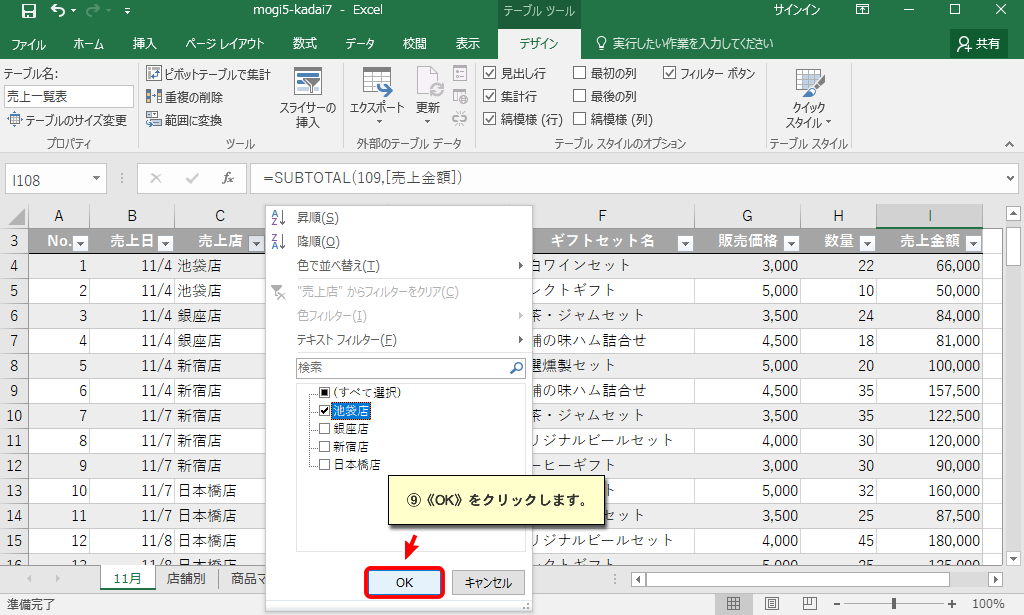 mogi5-kadai7 - Excel
テーブル ツール
サインイン
ファイル ホーム 挿入 ページ レイアウト 数式 データ 校閲 表示 デザイン 実行したい作業を入力してください 共有
テーブル名:
売上一覧表
テーブルのサイズ変更
プロパティ
ピボットテーブルで集計
重複の削除
範囲に変換
スライサーの
挿入
ツール
エクスポート
更新
外部のテーブル データ
見出し行
集計行
縞模様 (行)
最初の列
最後の列
縞模様 (列)
フィルター ボタン
テーブル スタイルのオプション
クイック
スタイル
テーブル スタイル
I108
fx
=SUBTOTAL(109,[売上金額])
A B C F G H I
3 No. 売上日 売上店 ギフトセット名 販売価格 数量 売上金額
4 1 11/4 池袋店 白ワインセット 3,000 22 66,000
5 2 11/4 池袋店 レクトギフト 5,000 10 50,000
6 3 11/4 銀座店 茶・ジャムセット 3,500 24 84,000
7 4 11/4 銀座店 舗の味ハム詰合せ 4,500 18 81,000
8 5 11/4 新宿店 選燻製セット 5,000 20 100,000
9 6 11/4 新宿店 舗の味ハム詰合せ 4,500 35 157,500
10 7 11/7 新宿店 茶・ジャムセット 3,500 35 122,500
11 8 11/7 新宿店 リジナルビールセット 4,000 30 120,000
12 9 11/7 新宿店 ーヒーギフト 3,000 30 90,000
13 10 11/7 日本橋店 ト 5,000 32 160,000
14 11 11/7 日本橋店 セット 3,500 25 87,500
15 12 11/8 日本橋店 リジナルビールセット 4,000 45 180,000
16 13 11/8 日本橋店 5,000 25 125,000
昇順(S)
降順(O)
色で並べ替え(T)
"売上店" からフィルターをクリア(C)
色フィルター(I)
テキスト フィルター(F)
検索
(すべて選択)
池袋店
銀座店
新宿店
日本橋店
⑨《OK》をクリックします。
OK
キャンセル
11月 店舗別 商品マ
準備完了
100%